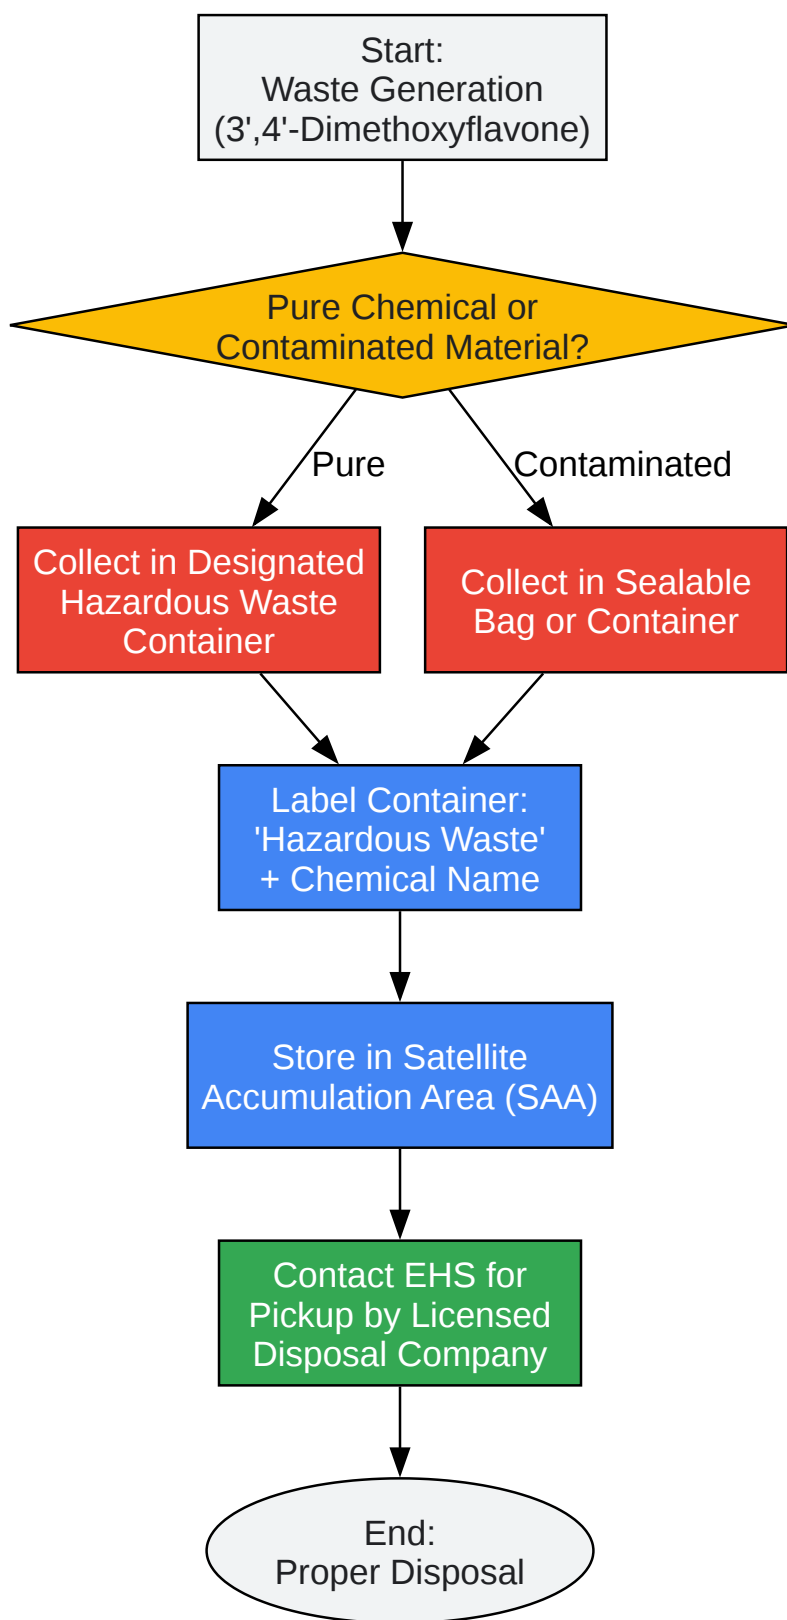 Start:
Waste Generation
(3',4'-Dimethoxyflavone)
Pure Chemical or
Contaminated Material?
Pure
Contaminated
Collect in Designated
Hazardous Waste
Container
Collect in Sealable
Bag or Container
Label Container:
'Hazardous Waste'
+ Chemical Name
Store in Satellite
Accumulation Area (SAA)
Contact EHS for
Pickup by Licensed
Disposal Company
End:
Proper Disposal